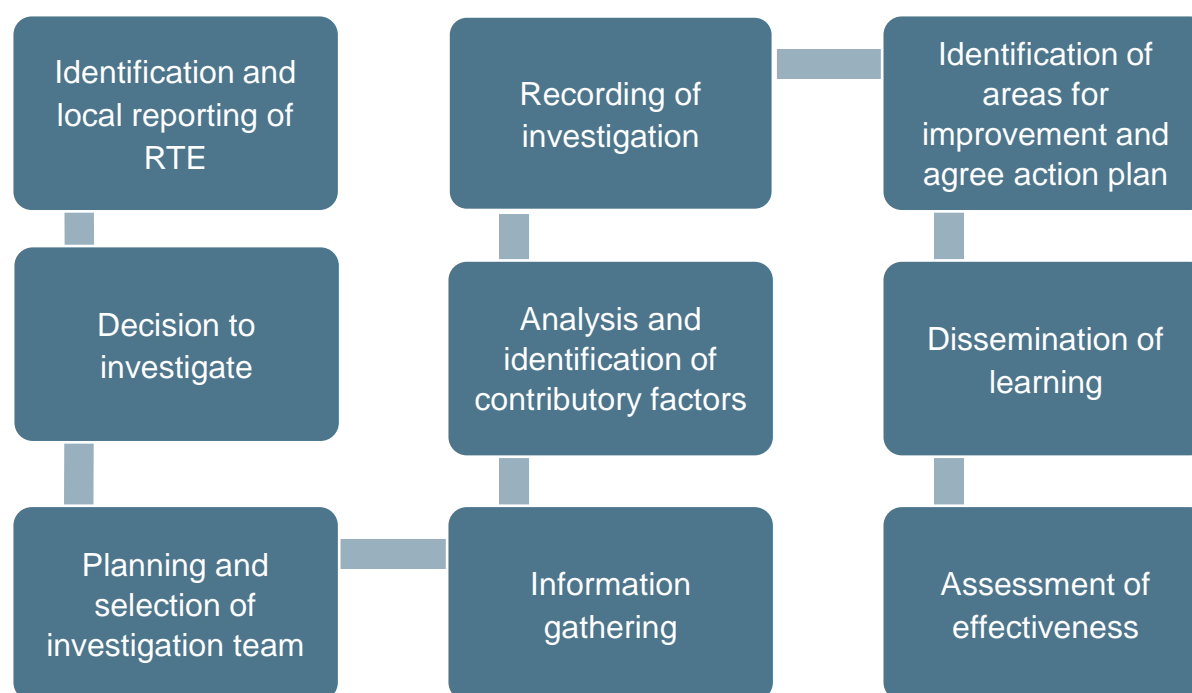 Identification and
local reporting of
RTE
Decision to
investigate
Planning and
selection of
investigation team
Information
gathering
Analysis and
identification of
contributory factors
Recording of
investigation
Identification of
areas for
improvement and
agree action plan
Dissemination of
learning
Assessment of
effectiveness